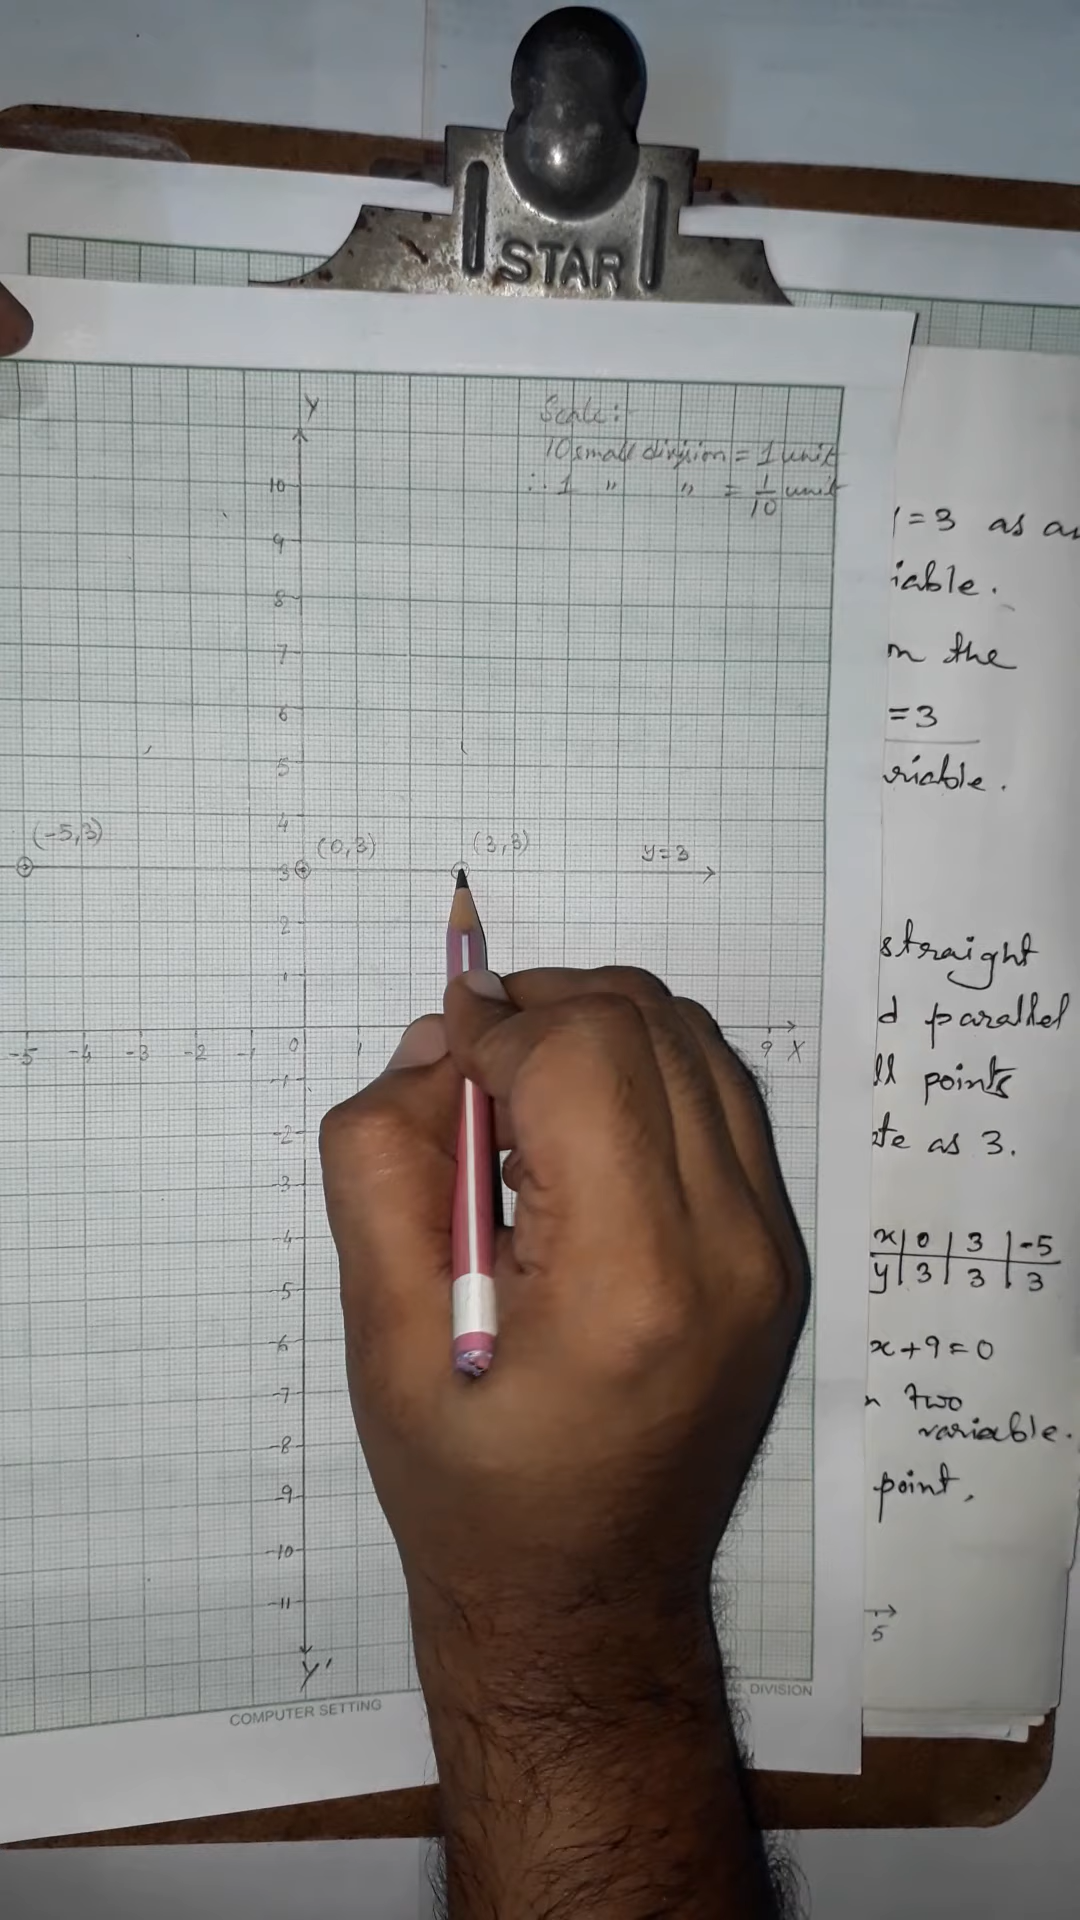 STAR
Y
Scale:
10 small division = 1 unit
∴ 1 " " = 1/10 unit
10
9
8
7
6
5
4
(-5,3) (0,3) (3,3) y=3
3
2
1
-5 -4 -3 -2 -1 0 1 9 X
-1
-2
-3
-4
-5
-6
-7
-8
-9
-10
-11
Y'
COMPUTER SETTING DIVISION
=3 as
iable.
the
=3
variable.
straight
d parallel
ll points
te as 3.
x | 0 | 3 | -5
y | 3 | 3 | 3
x+9=0
n two
variable.
point,
5